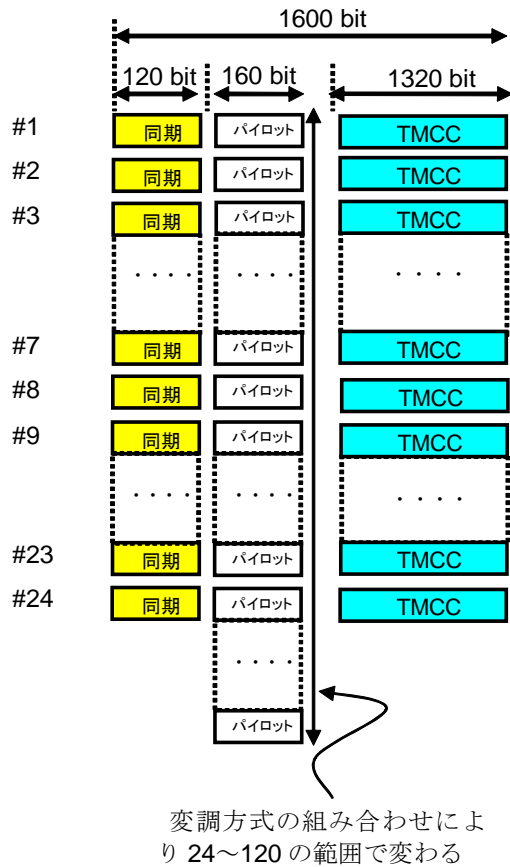 1600 bit
120 bit 160 bit 1320 bit
#1 同期 パイロット TMCC
#2 同期 パイロット TMCC
#3 同期 パイロット TMCC
・・・・ ・・・・ ・・・・
#7 同期 パイロット TMCC
#8 同期 パイロット TMCC
#9 同期 パイロット TMCC
・・・・ ・・・・ ・・・・
#23 同期 パイロット TMCC
#24 同期 パイロット TMCC
・・・・
パイロット
変調方式の組み合わせによ
り 24～120 の範囲で変わる